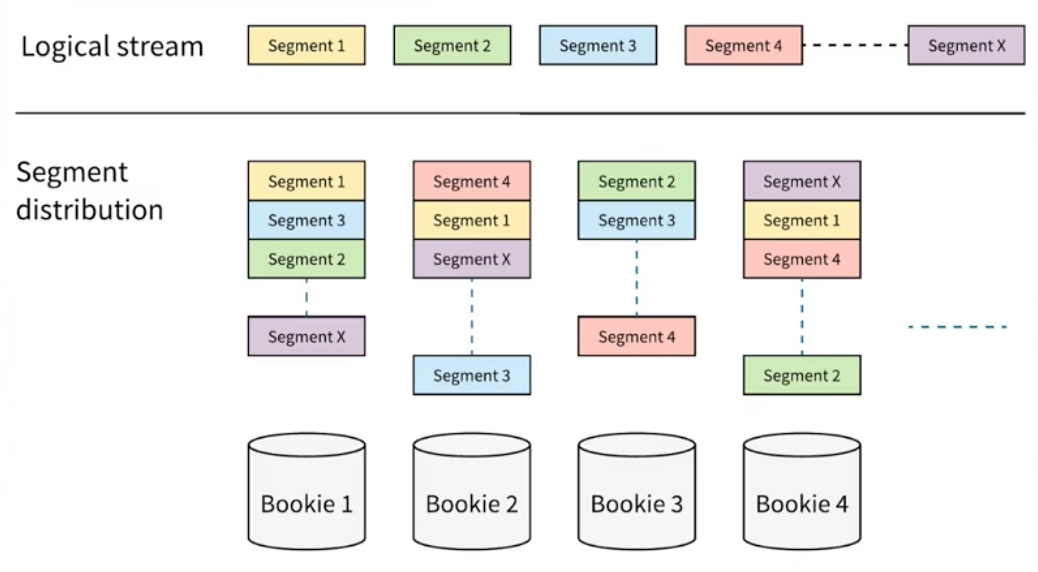 Logical stream
Segment 1
Segment 2
Segment 3
Segment 4
Segment X
Segment
distribution
Segment 1
Segment 3
Segment 2
Segment X
Segment 4
Segment 1
Segment X
Segment 3
Segment 2
Segment 3
Segment 4
Segment X
Segment 1
Segment 4
Segment 2
Bookie 1
Bookie 2
Bookie 3
Bookie 4